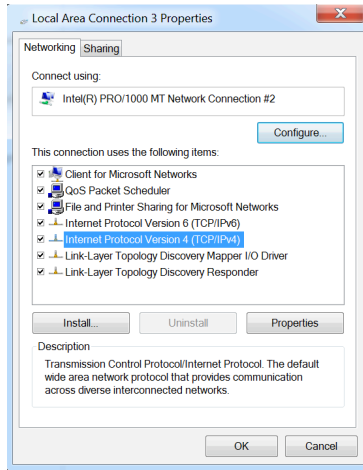 Local Area Connection 3 Properties
Networking Sharing
Connect using:
Intel(R) PRO/1000 MT Network Connection #2
Configure...
This connection uses the following items:
Client for Microsoft Networks
QoS Packet Scheduler
File and Printer Sharing for Microsoft Networks
Internet Protocol Version 6 (TCP/IPv6)
Internet Protocol Version 4 (TCP/IPv4)
Link-Layer Topology Discovery Mapper I/O Driver
Link-Layer Topology Discovery Responder
Install... Uninstall Properties
Description
Transmission Control Protocol/Internet Protocol. The default
wide area network protocol that provides communication
across diverse interconnected networks.
OK Cancel